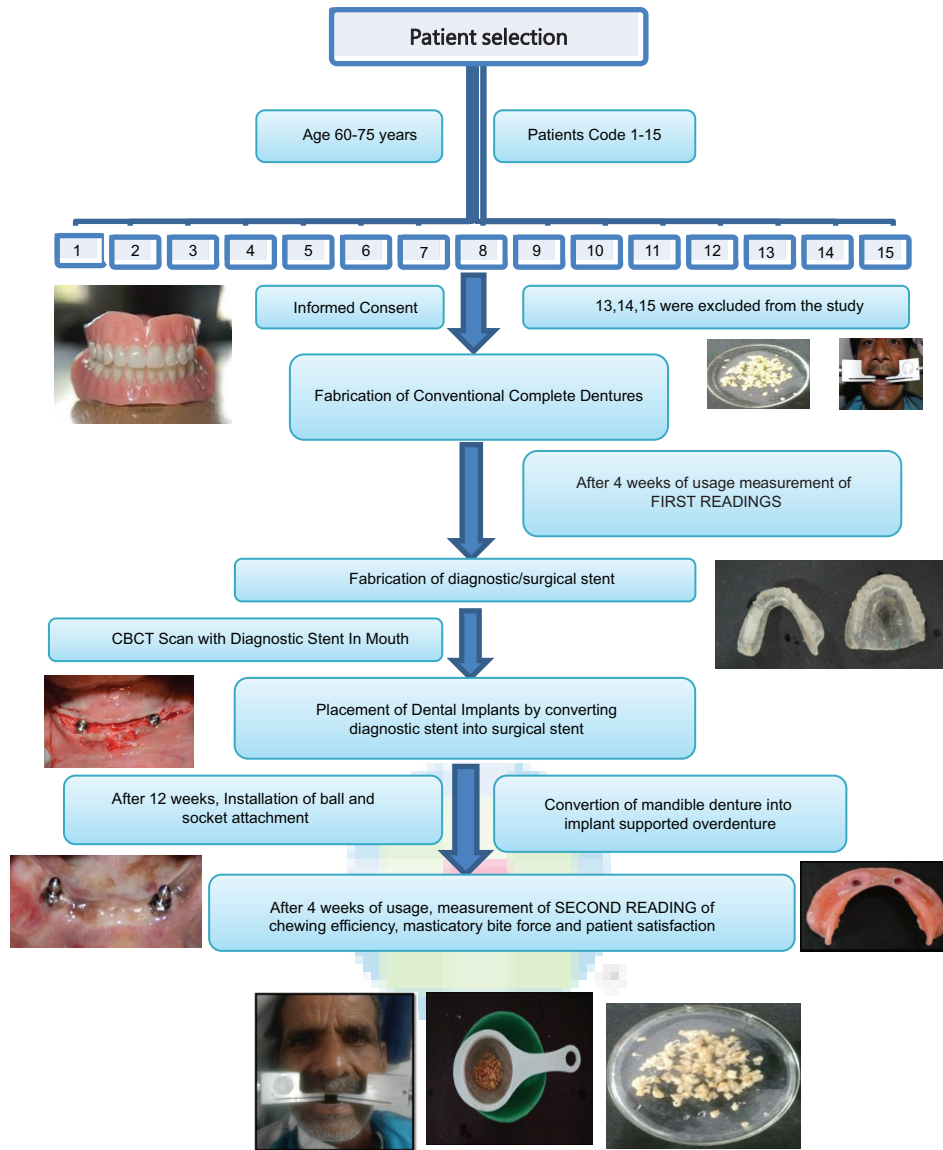 Patient selection
Age 60-75 years
Patients Code 1-15
1 2 3 4 5 6 7 8 9 10 11 12 13 14 15
Informed Consent
13,14,15 were excluded from the study
Fabrication of Conventional Complete Dentures
After 4 weeks of usage measurement of
FIRST READINGS
Fabrication of diagnostic/surgical stent
CBCT Scan with Diagnostic Stent In Mouth
Placement of Dental Implants by converting
diagnostic stent into surgical stent
After 12 weeks, Installation of ball and
socket attachment
Convertion of mandible denture into
implant supported overdenture
After 4 weeks of usage, measurement of SECOND READING of
chewing efficiency, masticatory bite force and patient satisfaction